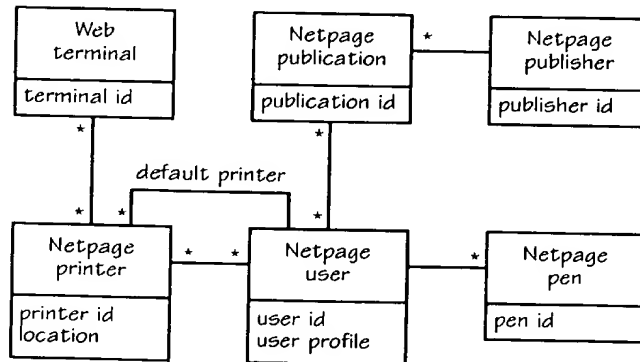 Web
terminal
terminal id
Netpage
publication
publication id
Netpage
publisher
publisher id
*
*
*
default printer
*
*
*
Netpage
printer
printer id
location
*
*
Netpage
user
user id
user profile
*
Netpage
pen
pen id